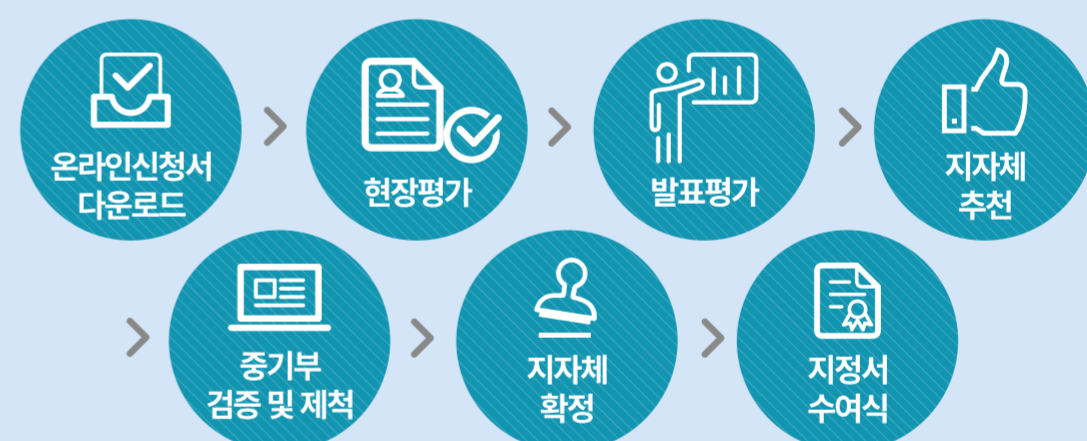 온라인신청서
다운로드
현장평가
발표평가
지자체
추천
중기부
검증 및 제척
지자체
확정
지정서
수여식